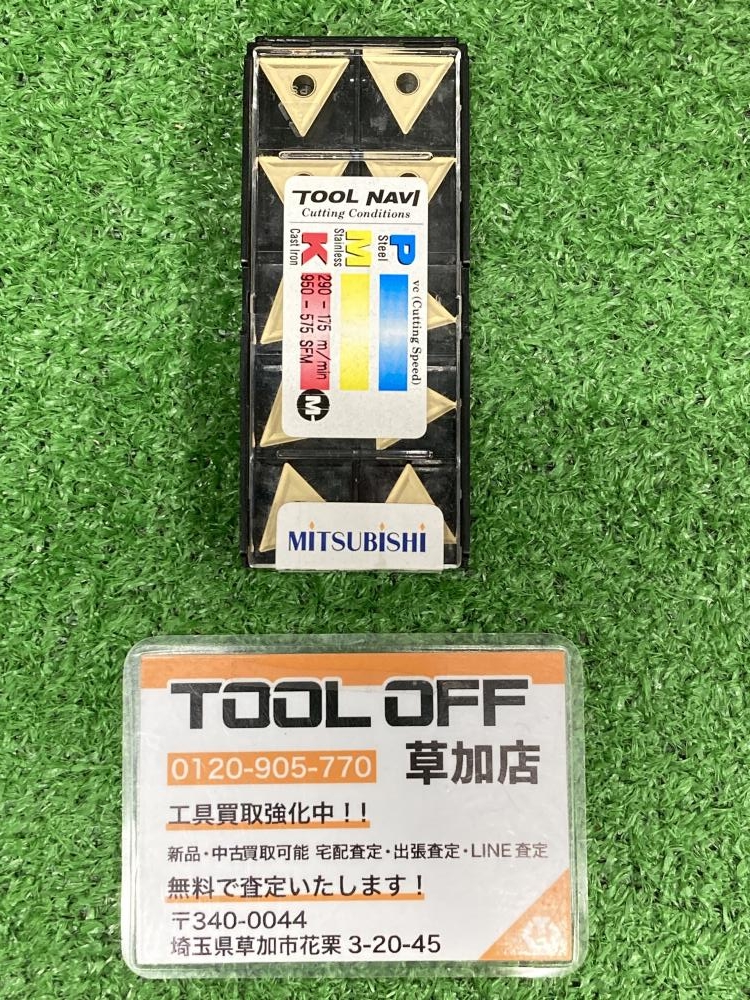 TOOL NAVI
Cutting Conditions
vc (Cutting Speed)
P
Steel
M
Stainless
K
Cast Iron
290 - 175 m/min
950 - 575 SFM
M
MITSUBISHI
TOOL OFF
0120-905-770 草加店
工具買取強化中！！
新品・中古買取可能 宅配査定・出張査定・LINE査定
無料で査定いたします！
〒340-0044
埼玉県草加市花栗3-20-45